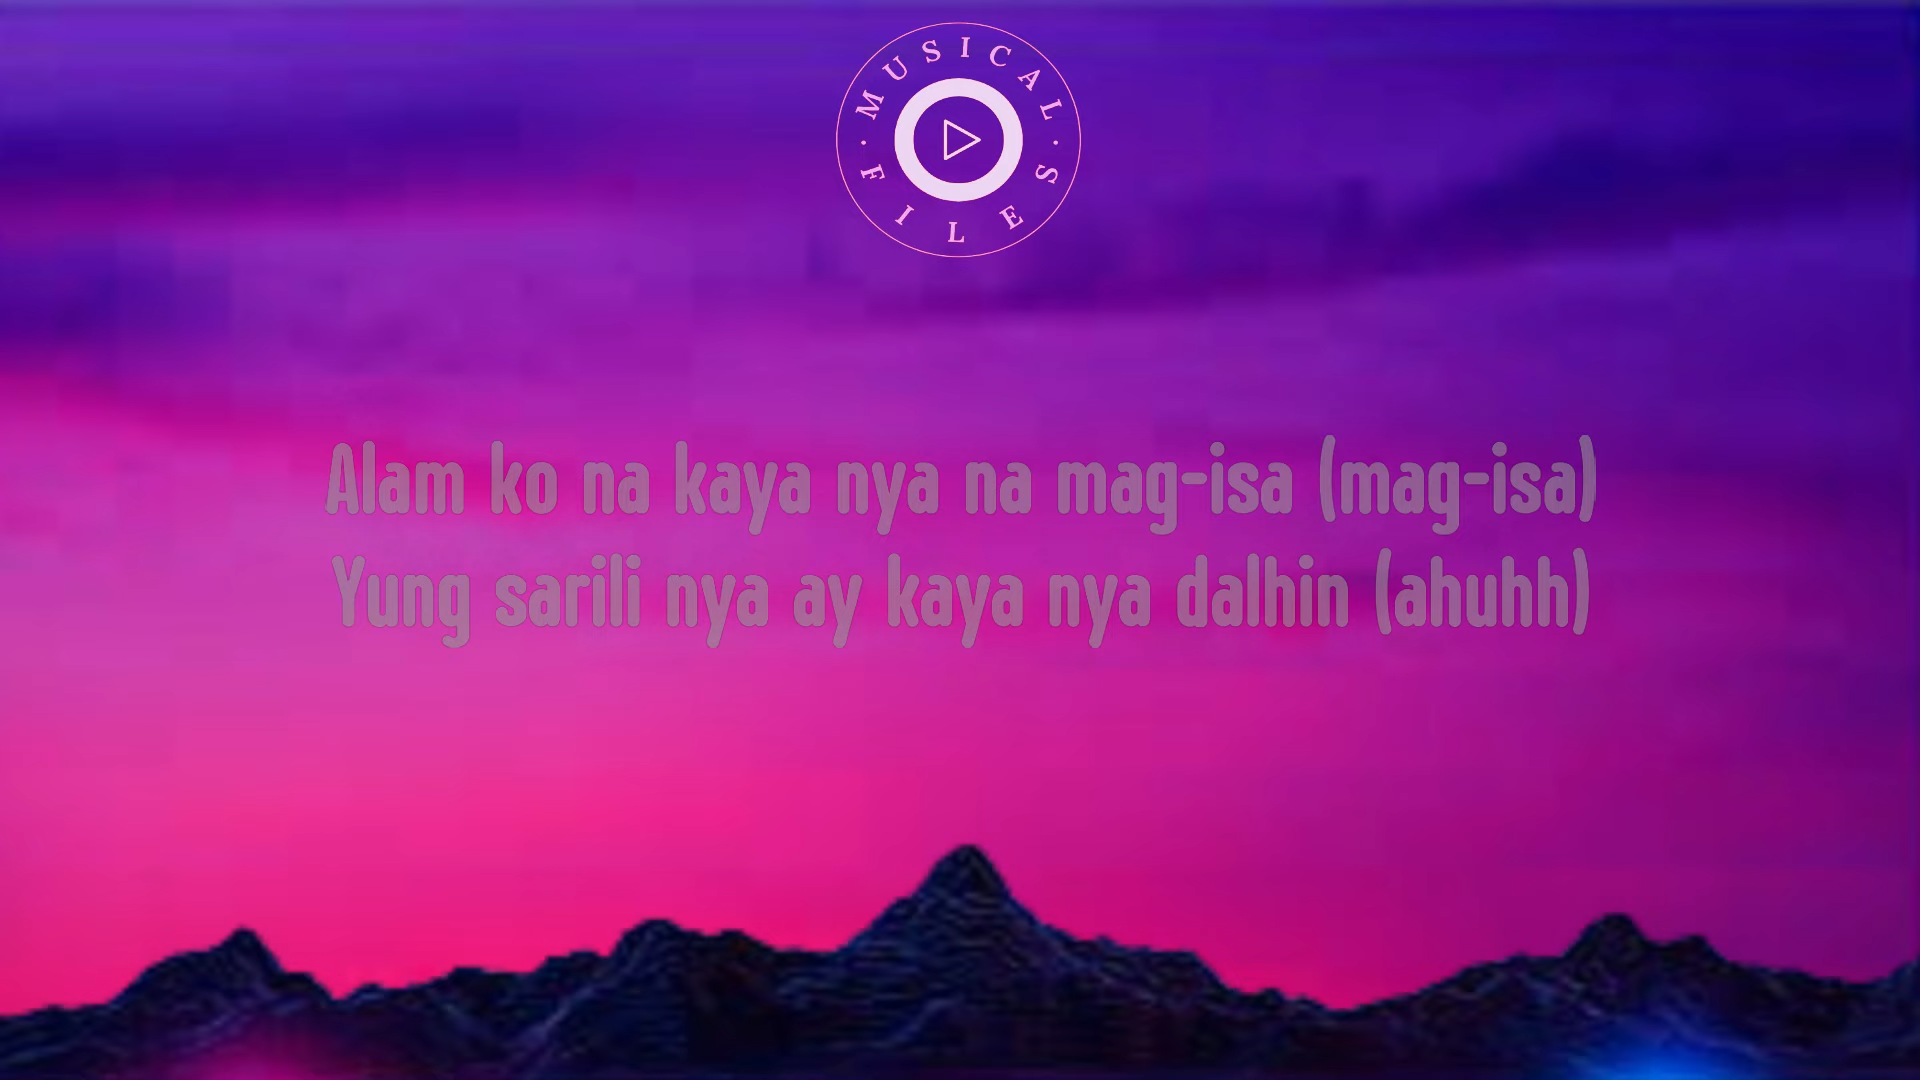 MUSICAL
FILES
Alam ko na kaya nya na mag-isa (mag-isa)
Yung sarili nya ay kaya nya dalhin (ahuhh)